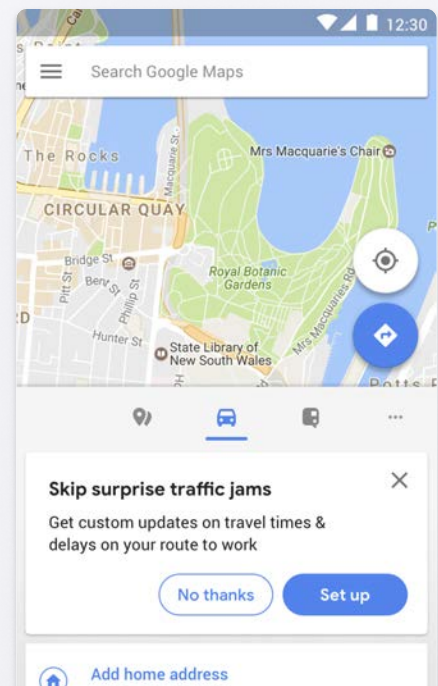 12:30
Search Google Maps
The Rocks
Macquarie St
Mrs Macquarie's Chair
CIRCULAR QUAY
Bridge St
Pitt St
Phillip St
Royal Botanic
Gardens
Mrs Macquaries Rd
Hunter St
State Library of
New South Wales
Skip surprise traffic jams
Get custom updates on travel times &
delays on your route to work
No thanks
Set up
Add home address